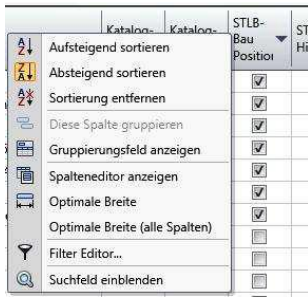 Katalog-
Katalog-
STLB-
Bau
Position
ST
Hi
Aufsteigend sortieren
Absteigend sortieren
Sortierung entfernen
Diese Spalte gruppieren
Gruppierungsfeld anzeigen
Spalteneditor anzeigen
Optimale Breite
Optimale Breite (alle Spalten)
Filter Editor...
Suchfeld einblenden